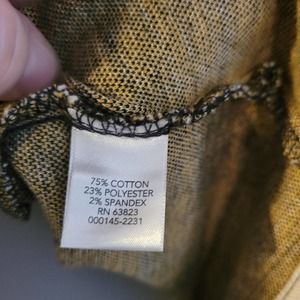 75% COTTON
23% POLYESTER
2% SPANDEX
RN 63823
000145-2231